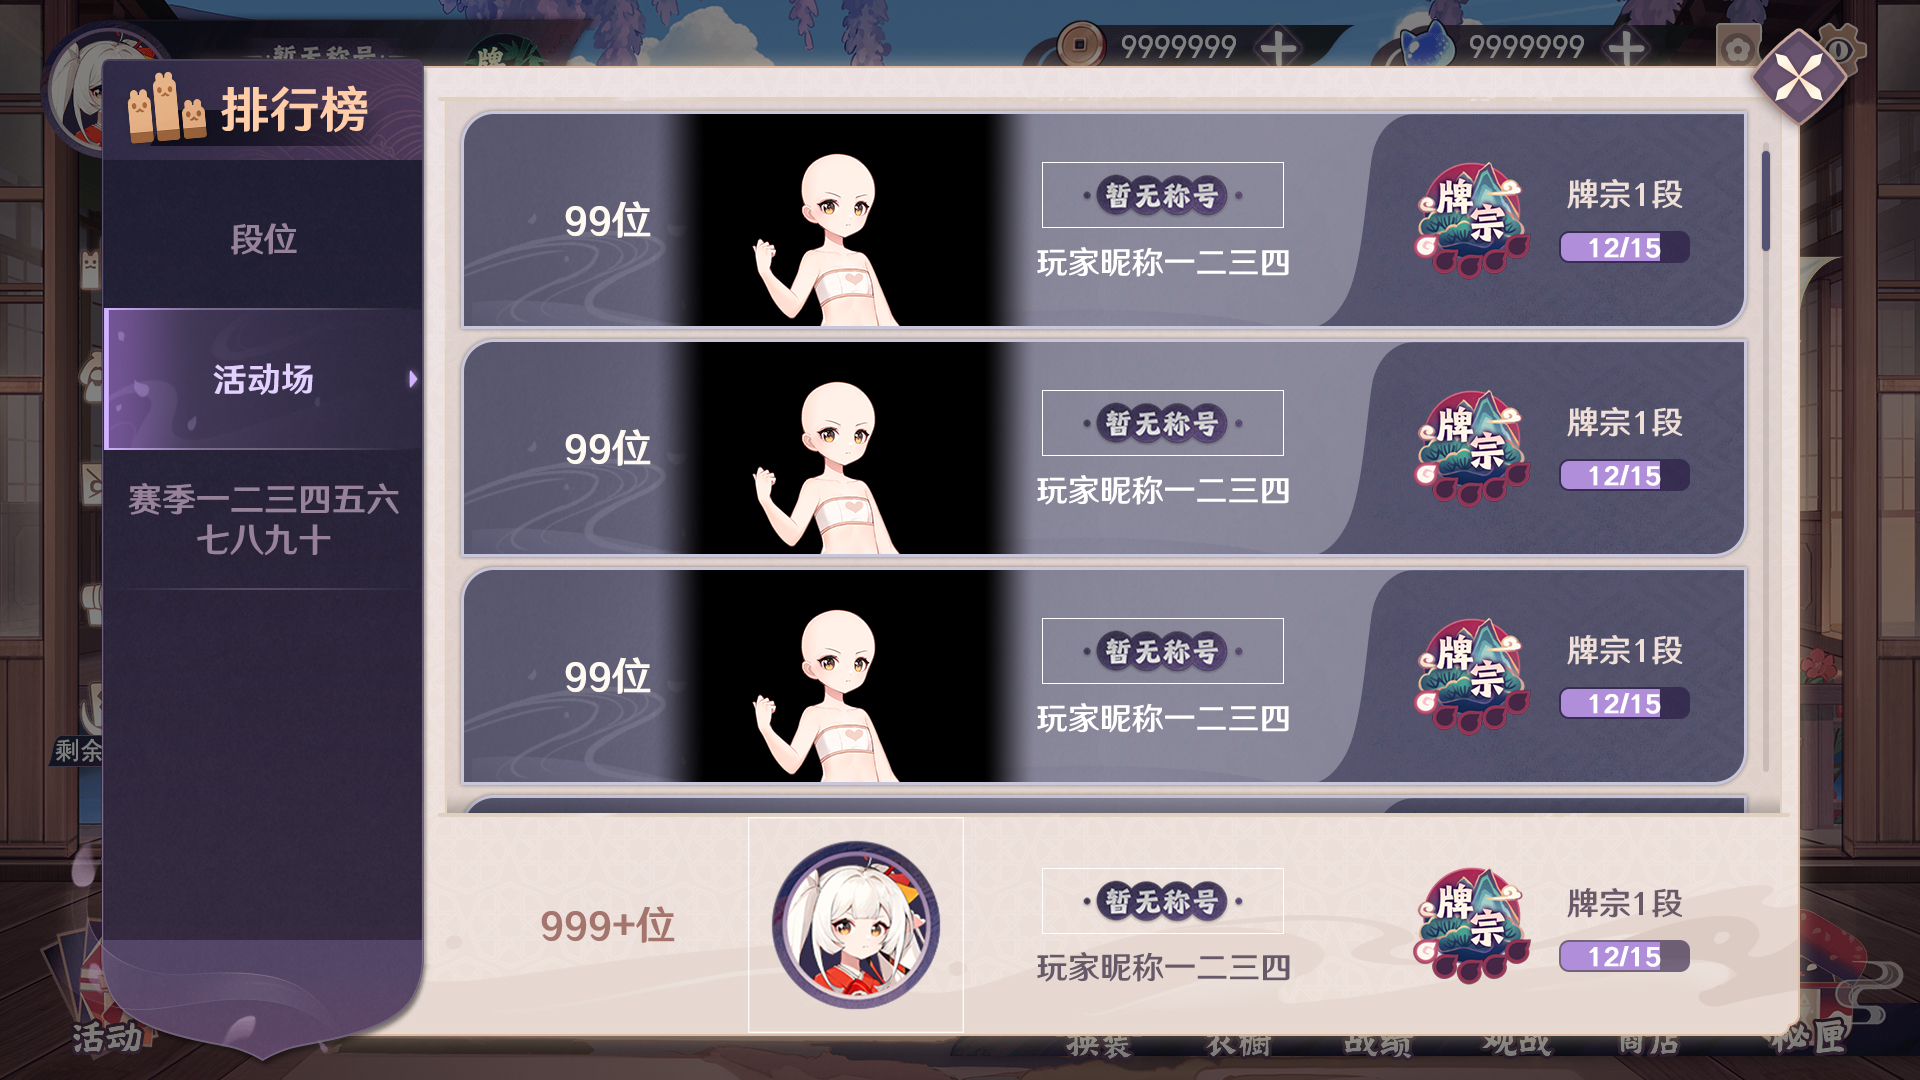 暂无称号
牌
9999999
9999999
排行榜
段位
活动场
赛季一二三四五六
七八九十
99位
暂无称号
玩家昵称一二三四
牌宗
牌宗1段
12/15
99位
暂无称号
玩家昵称一二三四
牌宗
牌宗1段
12/15
99位
暂无称号
玩家昵称一二三四
牌宗
牌宗1段
12/15
剩余
999+位
暂无称号
玩家昵称一二三四
牌宗
牌宗1段
12/15
活动
换装
衣橱
战绩
观战
商店
秘匣